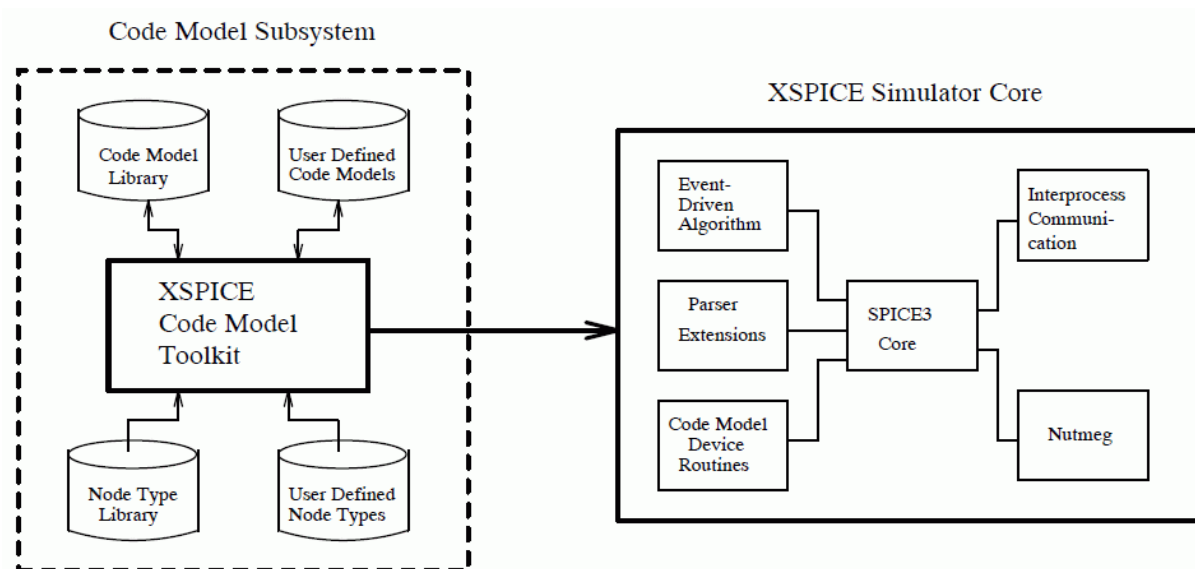 Code Model Subsystem
Code Model
Library
User Defined
Code Models
XSPICE
Code Model
Toolkit
Node Type
Library
User Defined
Node Types
XSPICE Simulator Core
Event-
Driven
Algorithm
Parser
Extensions
Code Model
Device
Routines
SPICE3
Core
Interprocess
Communi-
cation
Nutmeg